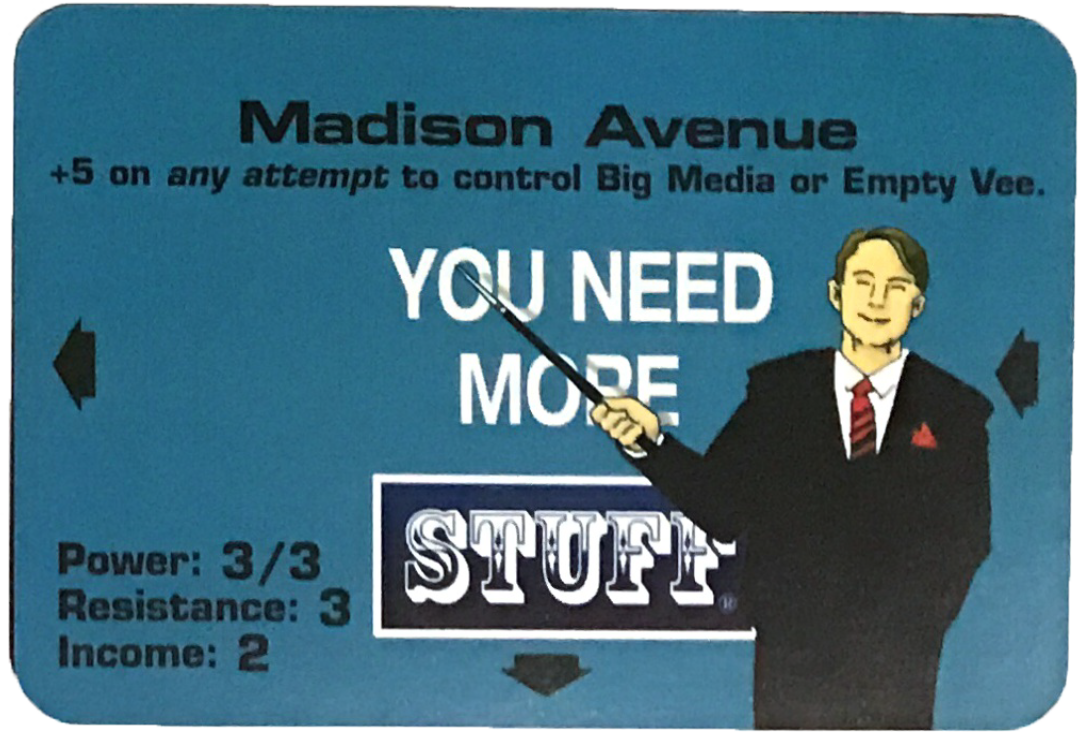 Madison Avenue
+5 on any attempt to control Big Media or Empty Vee.
YOU NEED
MORE
STUFF®
Power: 3/3
Resistance: 3
Income: 2